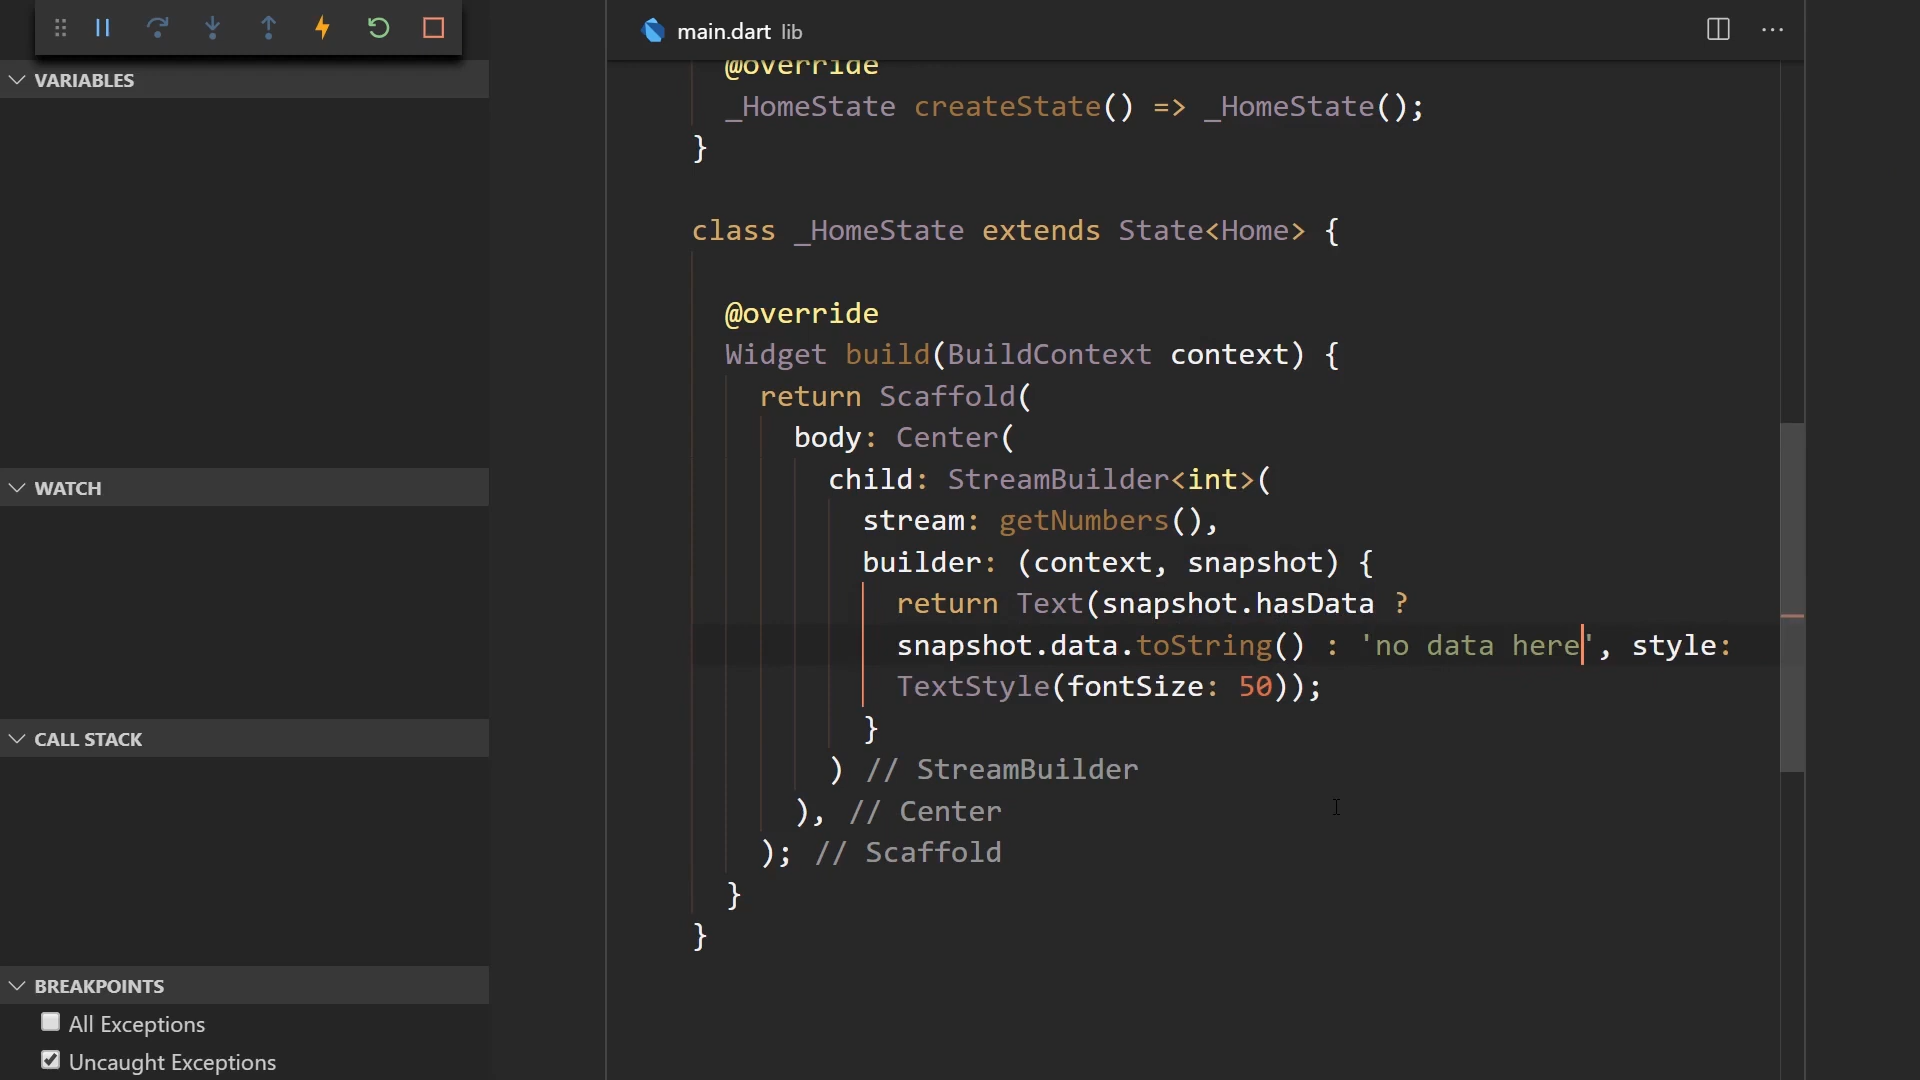 VARIABLES
WATCH
CALL STACK
BREAKPOINTS
All Exceptions
Uncaught Exceptions
main.dart lib
@override
_HomeState createState() => _HomeState();
}
class _HomeState extends State<Home> {
@override
Widget build(BuildContext context) {
return Scaffold(
body: Center(
child: StreamBuilder<int>(
stream: getNumbers(),
builder: (context, snapshot) {
return Text(snapshot.hasData ?
snapshot.data.toString() : 'no data here', style:
TextStyle(fontSize: 50));
}
) // StreamBuilder
), // Center
); // Scaffold
}
}